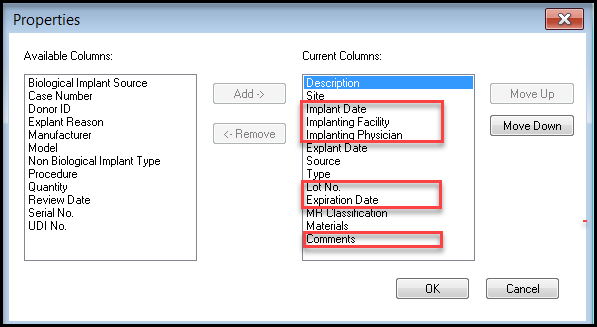 Properties
Available Columns:
Biological Implant Source
Case Number
Donor ID
Explant Reason
Manufacturer
Model
Non Biological Implant Type
Procedure
Quantity
Review Date
Serial No.
UDI No.
Add ->
<- Remove
Current Columns:
Description
Site
Implant Date
Implanting Facility
Implanting Physician
Explant Date
Source
Type
Lot No.
Expiration Date
MR Classification
Materials
Comments
Move Up
Move Down
OK
Cancel